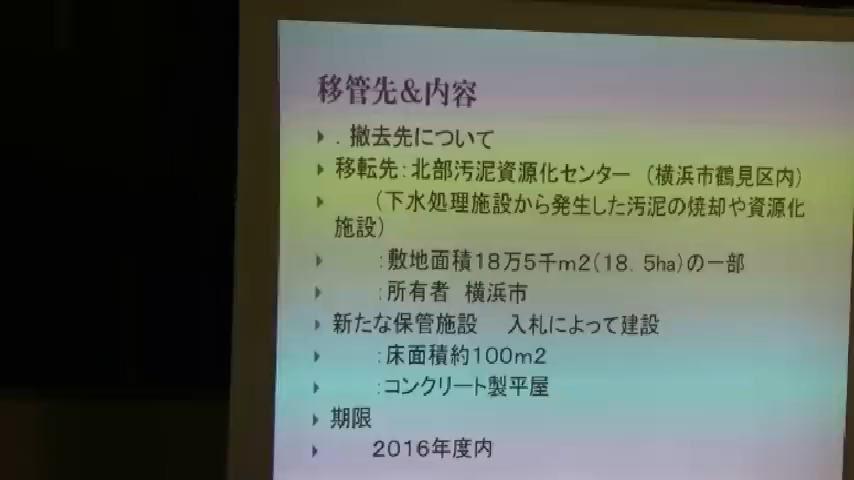 移管先&内容
．撤去先について
移転先：北部汚泥資源化センター （横浜市鶴見区内）
（下水処理施設から発生した汚泥の焼却や資源化
施設）
：敷地面積18万5千m2（18．5ha）の一部
：所有者 横浜市
新たな保管施設 入札によって建設
：床面積約100m2
：コンクリート製平屋
期限
2016年度内